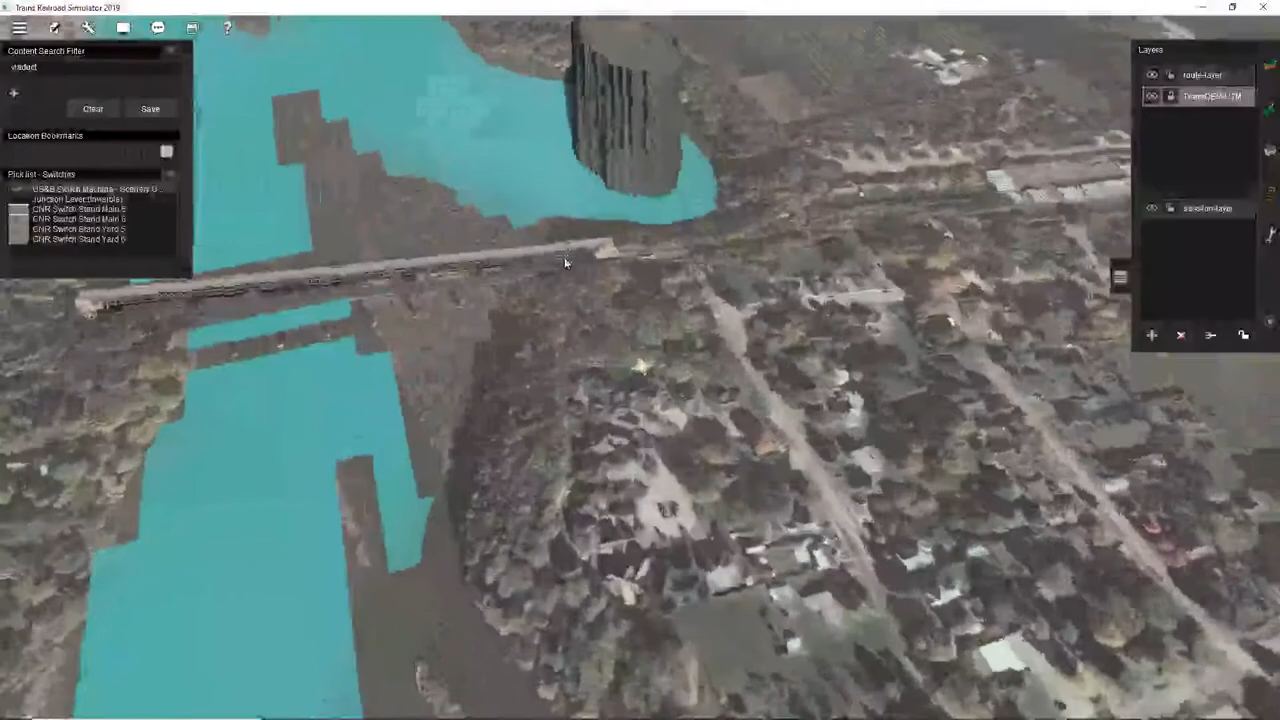 Trainz Railroad Simulator 2019
?
Content Search Filter
viaduct
Clear
Save
Location Bookmarks
Pick list - Switches
Junction Lever(Invisible)
CNR Switch Stand Main 5
CNR Switch Stand Main 6
CNR Switch Stand Yard 5
CNR Switch Stand Yard 6
Layers
route-layer
session-layer